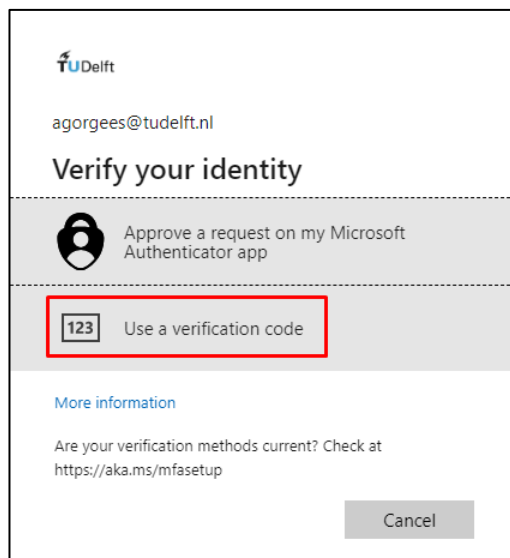 TUDelft
agorgees@tudelft.nl
Verify your identity
Approve a request on my Microsoft
Authenticator app
123 Use a verification code
More information
Are your verification methods current? Check at
https://aka.ms/mfasetup
Cancel